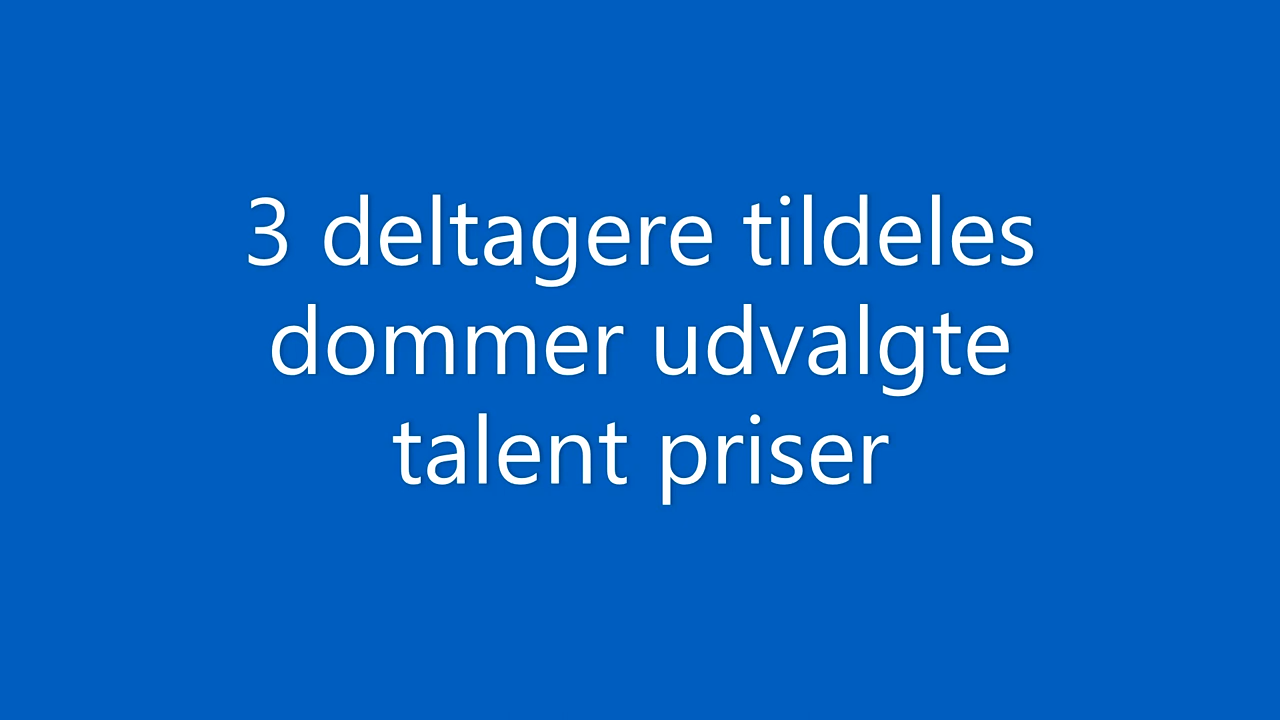 3 deltagere tildeles
dommer udvalgte
talent priser